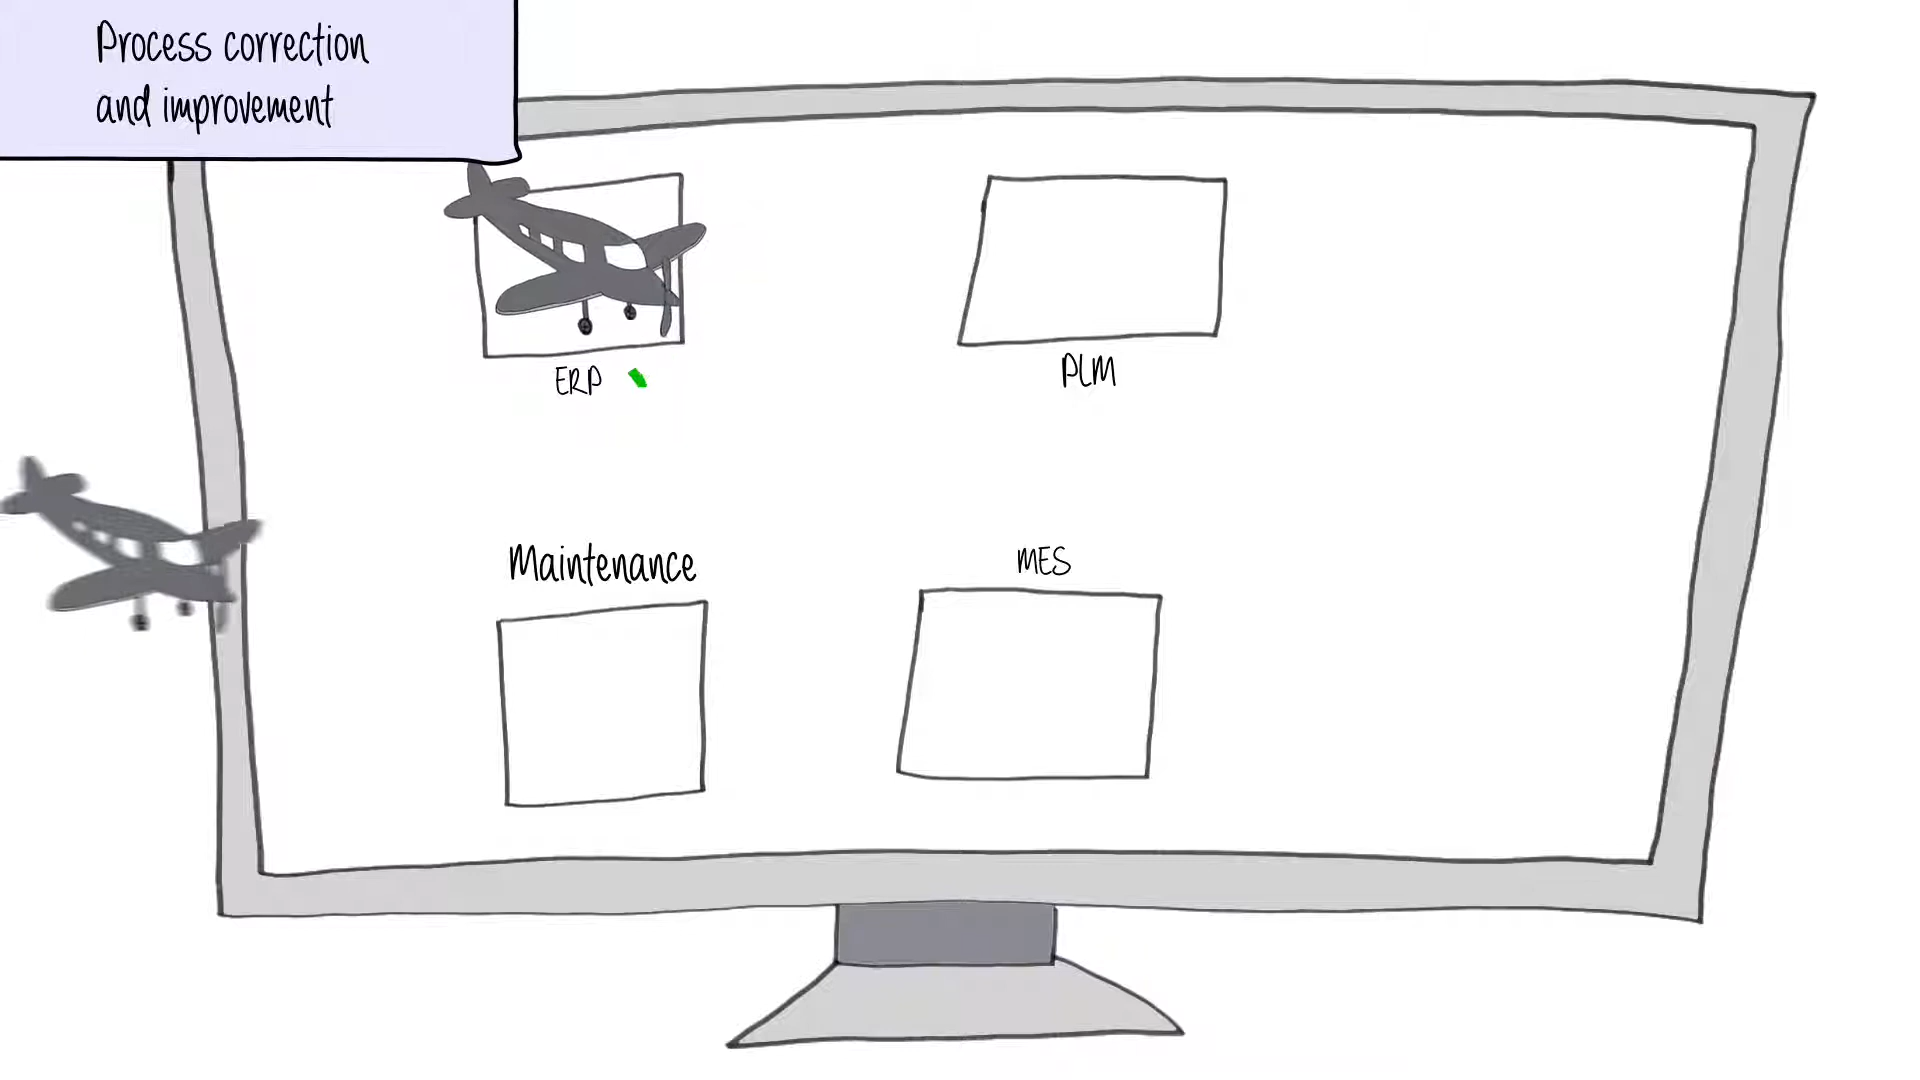 Process correction
and improvement
ERP
PLM
Maintenance
MES